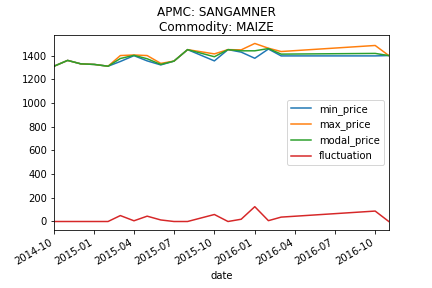 APMC: SANGAMNER
Commodity: MAIZE
1400
1200
1000
800
600
400
200
0
min_price
max_price
modal_price
fluctuation
2014-10
2015-01
2015-04
2015-07
2015-10
2016-01
2016-04
2016-07
2016-10
date